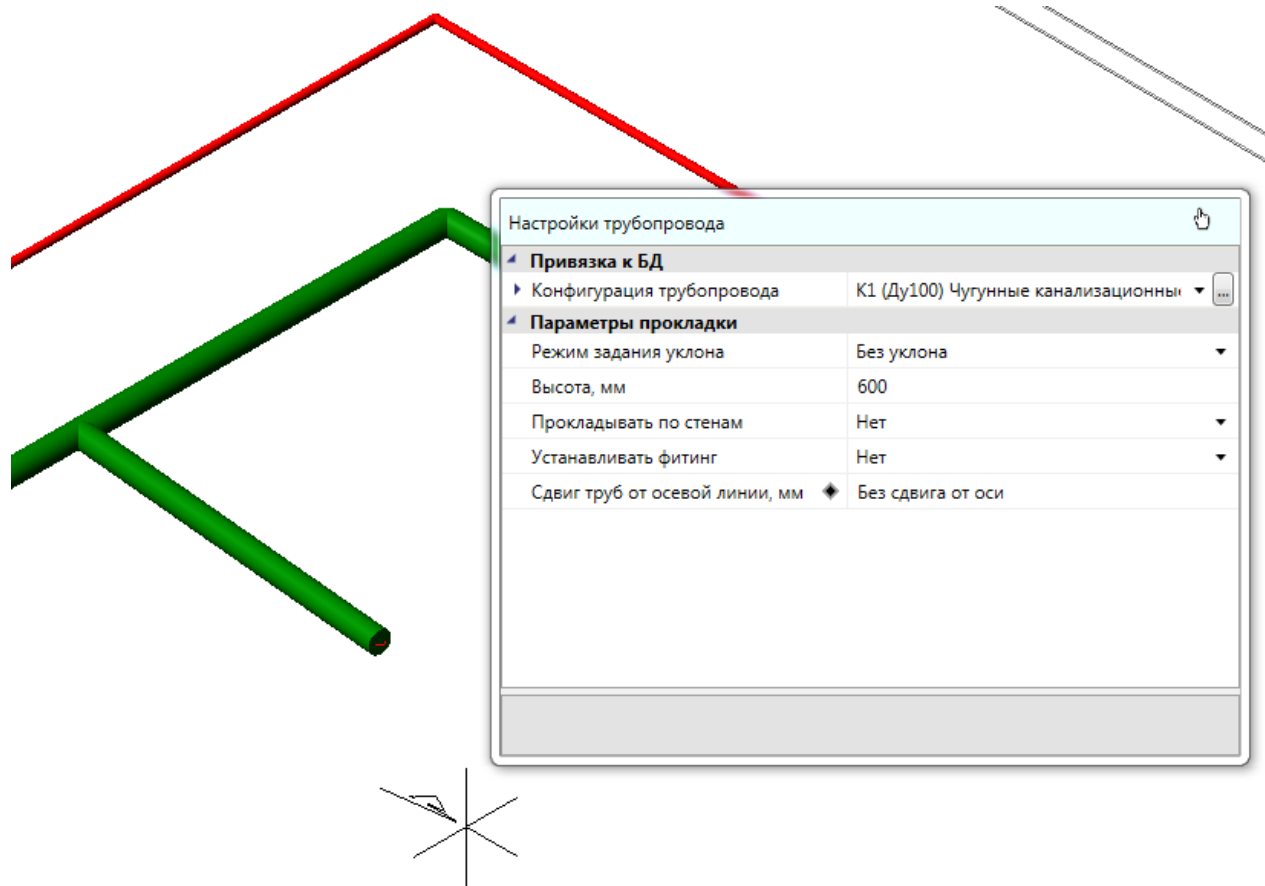 Настройки трубопровода
Привязка к БД
Конфигурация трубопровода К1 (Ду100) Чугунные канализационны ...
Параметры прокладки
Режим задания уклона Без уклона
Высота, мм 600
Прокладывать по стенам Нет
Устанавливать фитинг Нет
Сдвиг труб от осевой линии, мм Без сдвига от оси